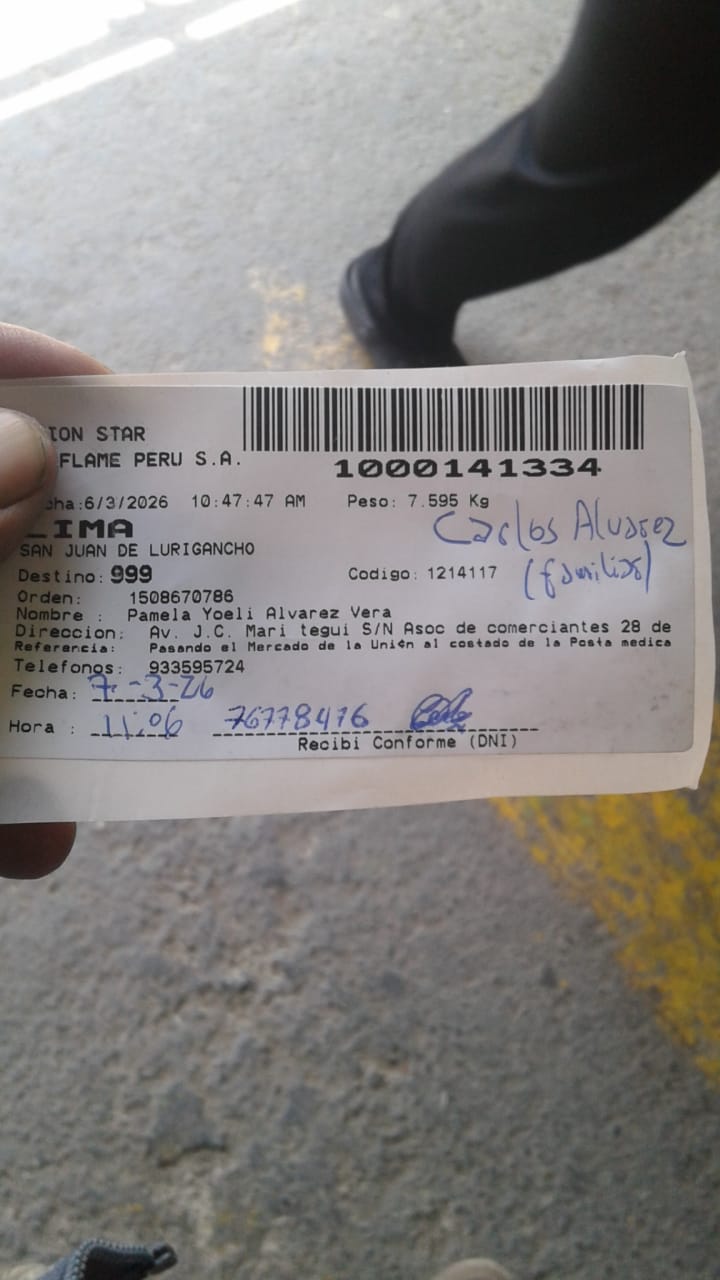 ION STAR
FLAME PERU S.A.
1000141334
cha:6/3/2026 10:47:47 AM Peso: 7.595 Kg
LIMA
Carlos Alvarez
(familiar)
SAN JUAN DE LURIGANCHO
Destino: 999 Codigo: 1214117
Orden: 1508670786
Nombre : Pamela Yoeli Alvarez Vera
Direccion: Av. J.C. Mari tegui S/N Asoc de comerciantes 28 de
Referencia: Pasando el Mercado de la Unión al costado de la Posta medica
Telefonos: 933595724
Fecha: 7-3-26
Hora : 11:06 76778476
Recibi Conforme (DNI)